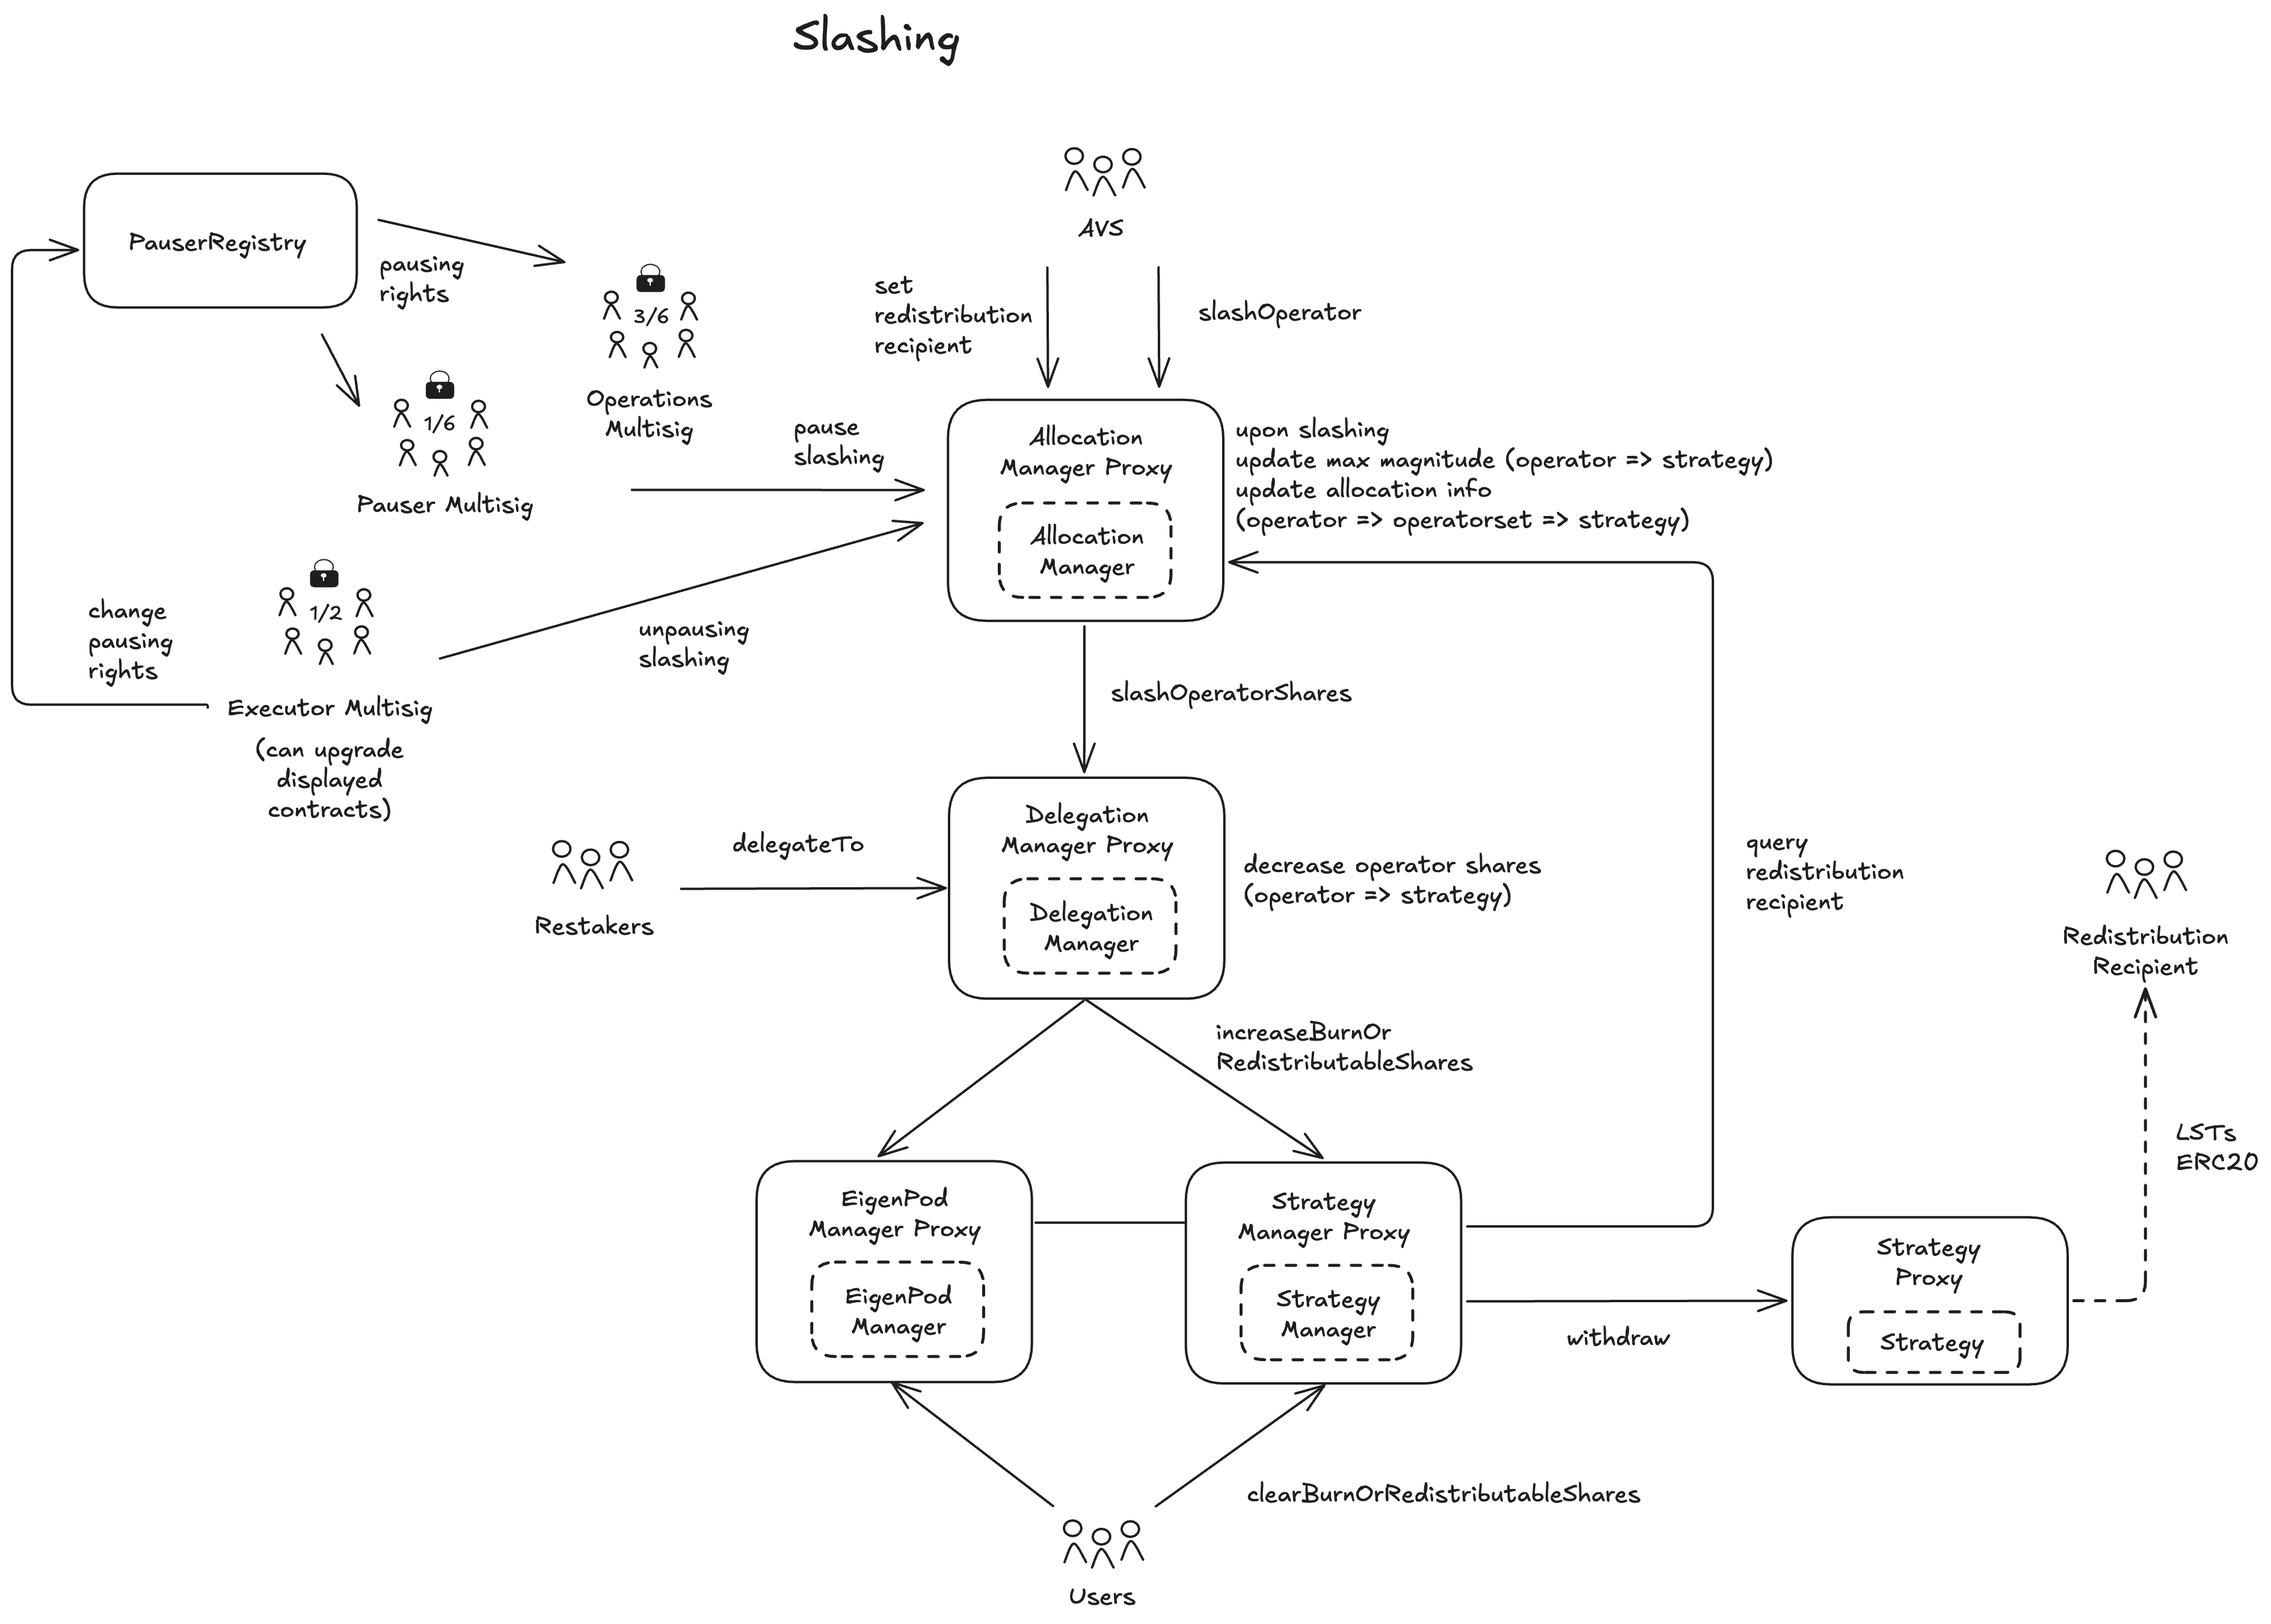 Slashing
PauserRegistry
pausing
rights
3/6
Operations
Multisig
1/6
Pauser Multisig
1/2
Executor Multisig
(can upgrade
displayed
contracts)
change
pausing
rights
pause
slashing
unpausing
slashing
AVS
set
redistribution
recipient
slashOperator
Allocation
Manager Proxy
Allocation
Manager
upon slashing
update max magnitude (operator => strategy)
update allocation info
(operator => operatorset => strategy)
slashOperatorShares
Restakers
delegateTo
Delegation
Manager Proxy
Delegation
Manager
decrease operator shares
(operator => strategy)
query
redistribution
recipient
Redistribution
Recipient
increaseBurnOr
RedistributableShares
LSTs
ERC20
EigenPod
Manager Proxy
EigenPod
Manager
Strategy
Manager Proxy
Strategy
Manager
withdraw
Strategy
Proxy
Strategy
clearBurnOrRedistributableShares
Users